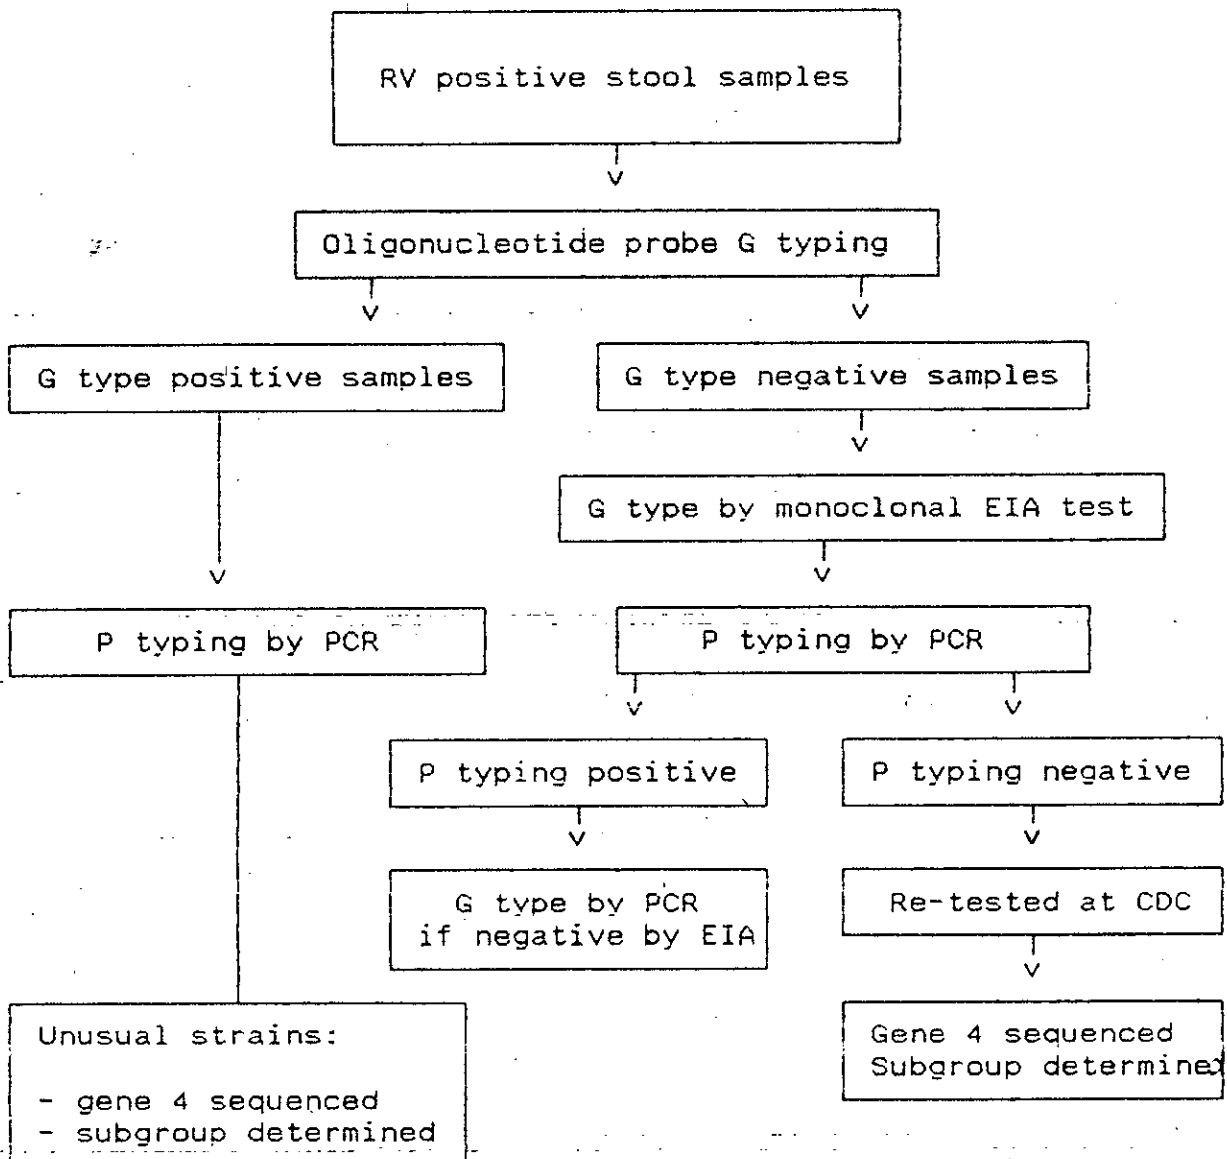 RV positive stool samples
Oligonucleotide probe G typing
G type positive samples
G type negative samples
G type by monoclonal EIA test
P typing by PCR
P typing by PCR
P typing positive
P typing negative
G type by PCR
if negative by EIA
Re-tested at CDC
Unusual strains:
- gene 4 sequenced
- subgroup determined
Gene 4 sequenced
Subgroup determined